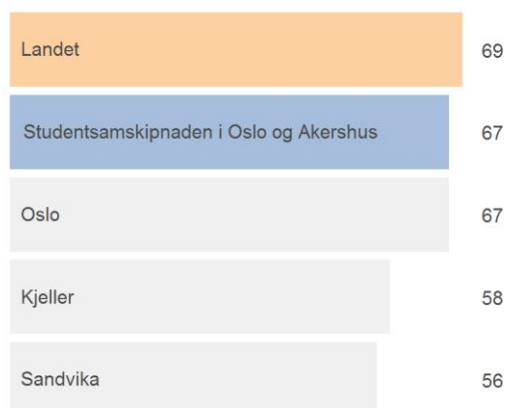 Landet 69
Studentsamskipnaden i Oslo og Akershus 67
Oslo 67
Kjeller 58
Sandvika 56